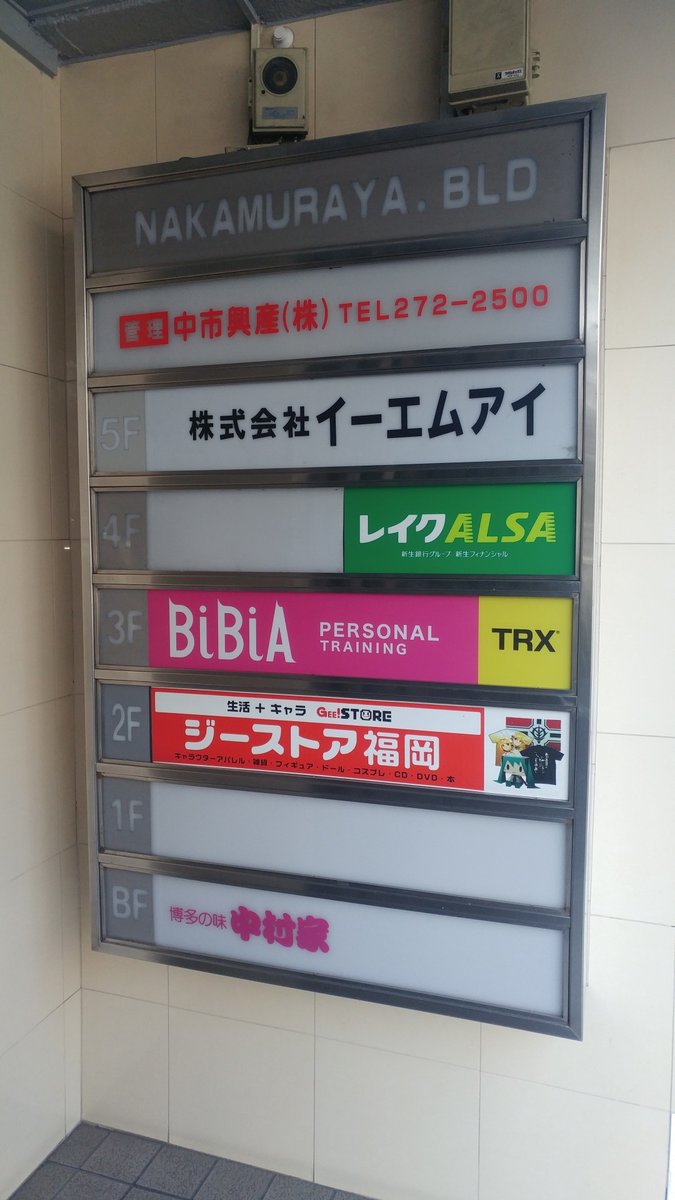 NAKAMURAYA. BLD
管理 中市興産(株) TEL272-2500
5F 株式会社イーエムアイ
4F レイクALSA
新生銀行グループ 新生フィナンシャル
3F BiBiA PERSONAL TRAINING TRX
2F 生活 + キャラ GEE!STORE
ジーストア福岡
キャラクターアパレル・雑貨・フィギュア・ドール・コスプレ・CD・DVD・本
1F
BF 博多の味 中村家